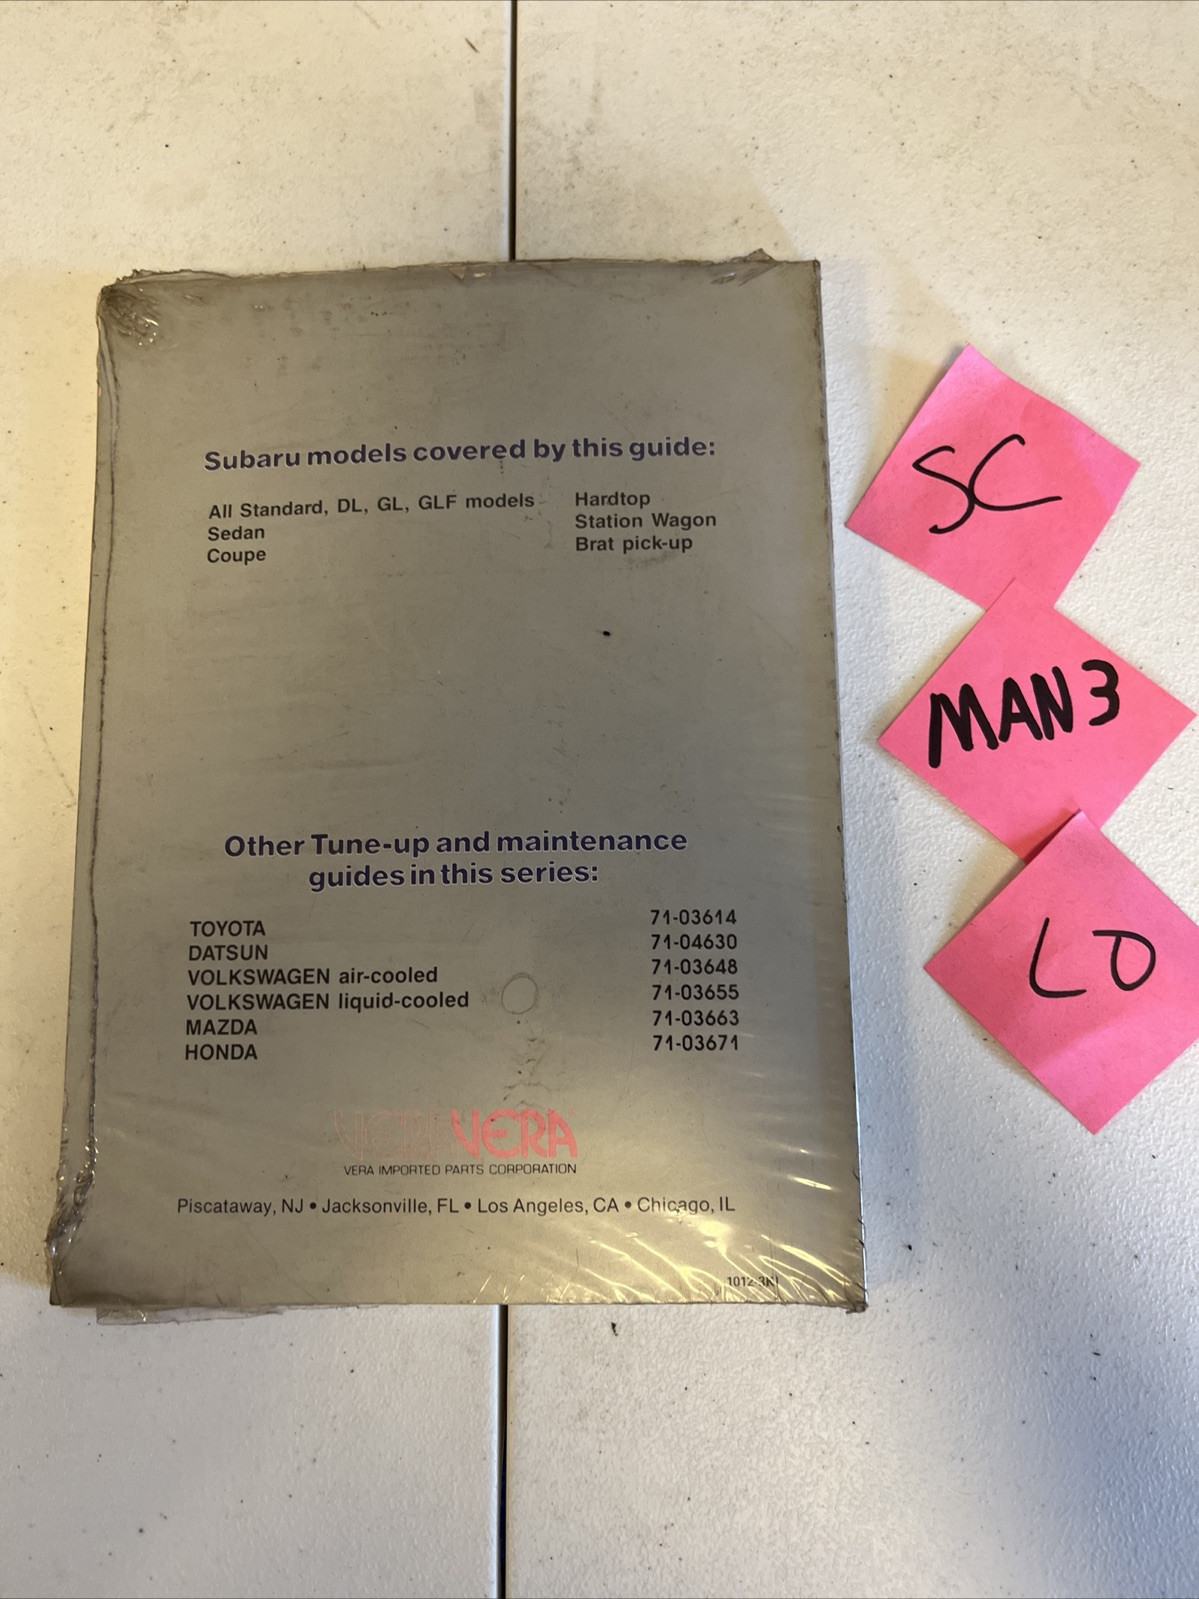 Subaru models covered by this guide:
All Standard, DL, GL, GLF models
Sedan
Coupe
Hardtop
Station Wagon
Brat pick-up
Other Tune-up and maintenance
guides in this series:
TOYOTA 71-03614
DATSUN 71-04630
VOLKSWAGEN air-cooled 71-03648
VOLKSWAGEN liquid-cooled 71-03655
MAZDA 71-03663
HONDA 71-03671
VERA
VERA IMPORTED PARTS CORPORATION
Piscataway, NJ • Jacksonville, FL • Los Angeles, CA • Chicago, IL
SC
MAN 3
LO